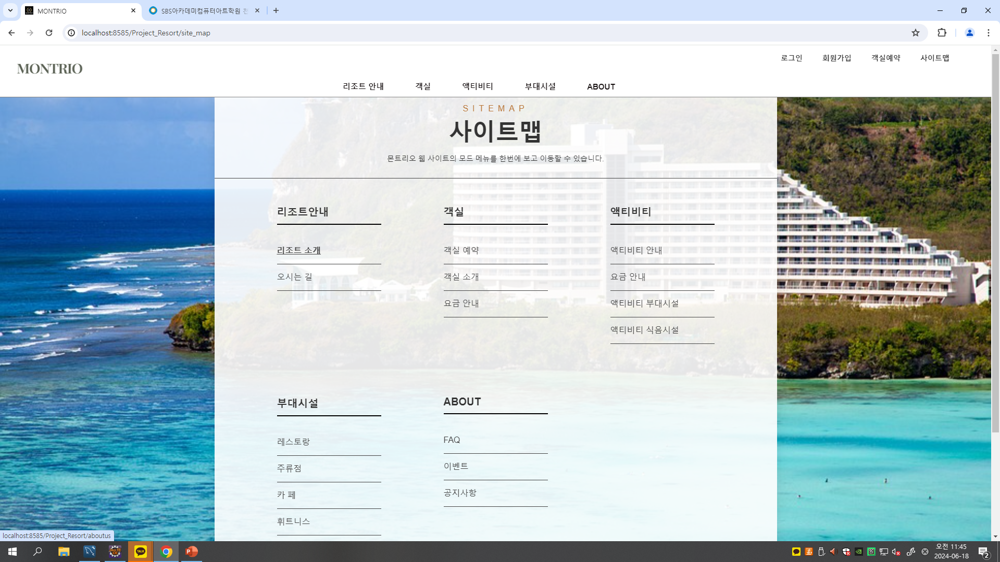 MONTRIO
SBS아카데미컴퓨터아트학원 천
localhost:8585/Project_Resort/site_map
로그인 회원가입 객실예약 사이트맵
MONTRIO
리조트 안내 객실 액티비티 부대시설 ABOUT
SITEMAP
사이트맵
몬트리오 웹 사이트의 모드 메뉴를 한번에 보고 이동할 수 있습니다.
리조트안내
리조트 소개
오시는 길
객실
객실 예약
객실 소개
요금 안내
액티비티
액티비티 안내
요금 안내
액티비티 부대시설
액티비티 식음시설
부대시설
레스토랑
주류점
카 페
휘트니스
ABOUT
FAQ
이벤트
공지사항
localhost:8585/Project_Resort/aboutus
TALK
오전 11:45
2024-06-18
2